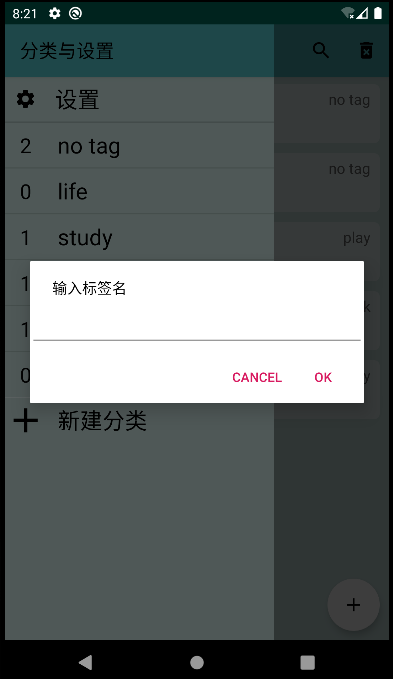 8:21
分类与设置
设置
no tag
2 no tag
no tag
0 life
1 study
play
1
k
输入标签名
1
0
y
CANCEL OK
新建分类